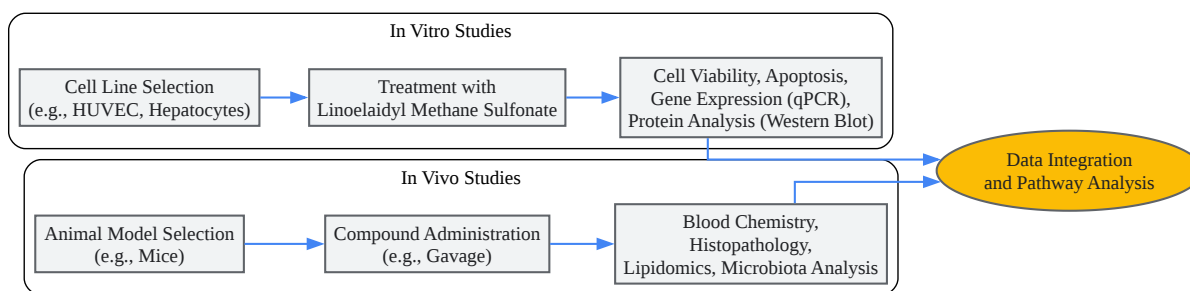 In Vitro Studies
Cell Line Selection
(e.g., HUVEC, Hepatocytes)
Treatment with
Linoelaidyl Methane Sulfonate
Cell Viability, Apoptosis,
Gene Expression (qPCR),
Protein Analysis (Western Blot)
Data Integration
and Pathway Analysis
In Vivo Studies
Animal Model Selection
(e.g., Mice)
Compound Administration
(e.g., Gavage)
Blood Chemistry,
Histopathology,
Lipidomics, Microbiota Analysis